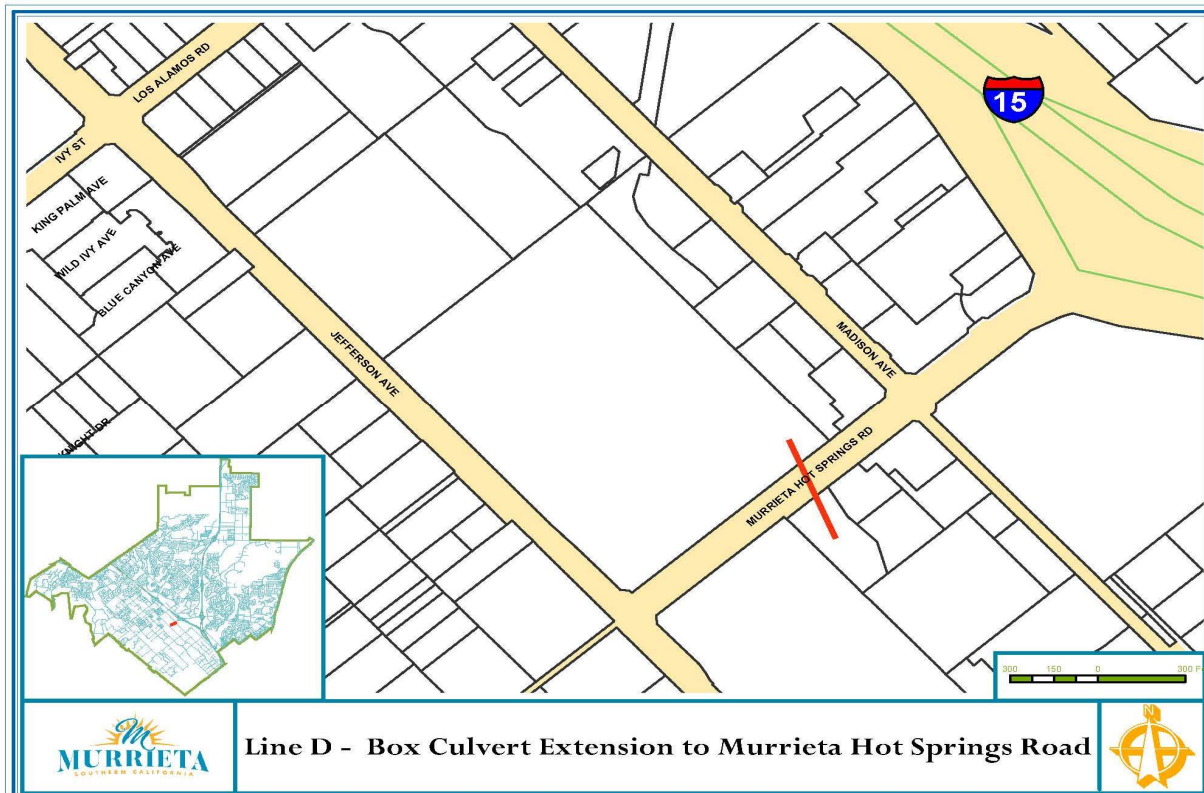 LOS ALAMOS RD
IVY ST
KING PALM AVE
WILD IVY AVE
BLUE CANYON AVE
15
JEFFERSON AVE
MADISON AVE
MURRIETA HOT SPRINGS RD
KNIGHT DR
300 150 0 300
M
MURRIETA
SOUTHERN CALIFORNIA
Line D - Box Culvert Extension to Murrieta Hot Springs Road
N